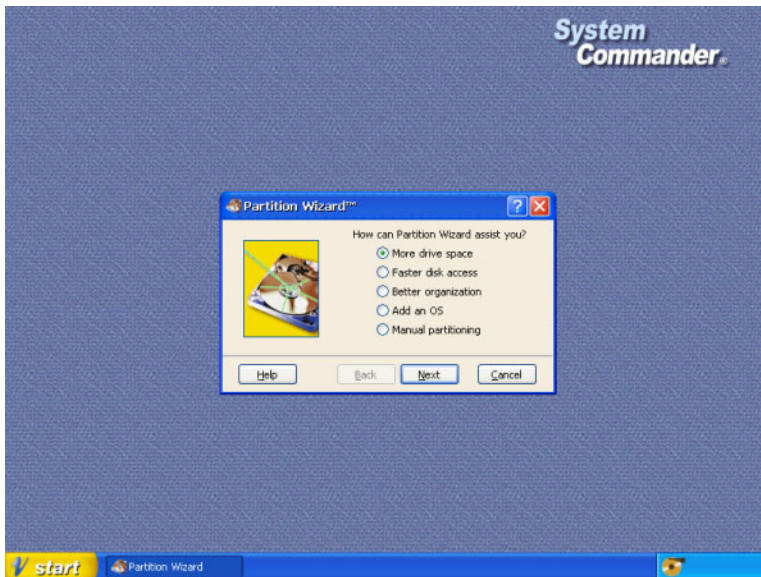 System
Commander®
Partition Wizard™
How can Partition Wizard assist you?
More drive space
Faster disk access
Better organization
Add an OS
Manual partitioning
Help Back Next Cancel
V start Partition Wizard